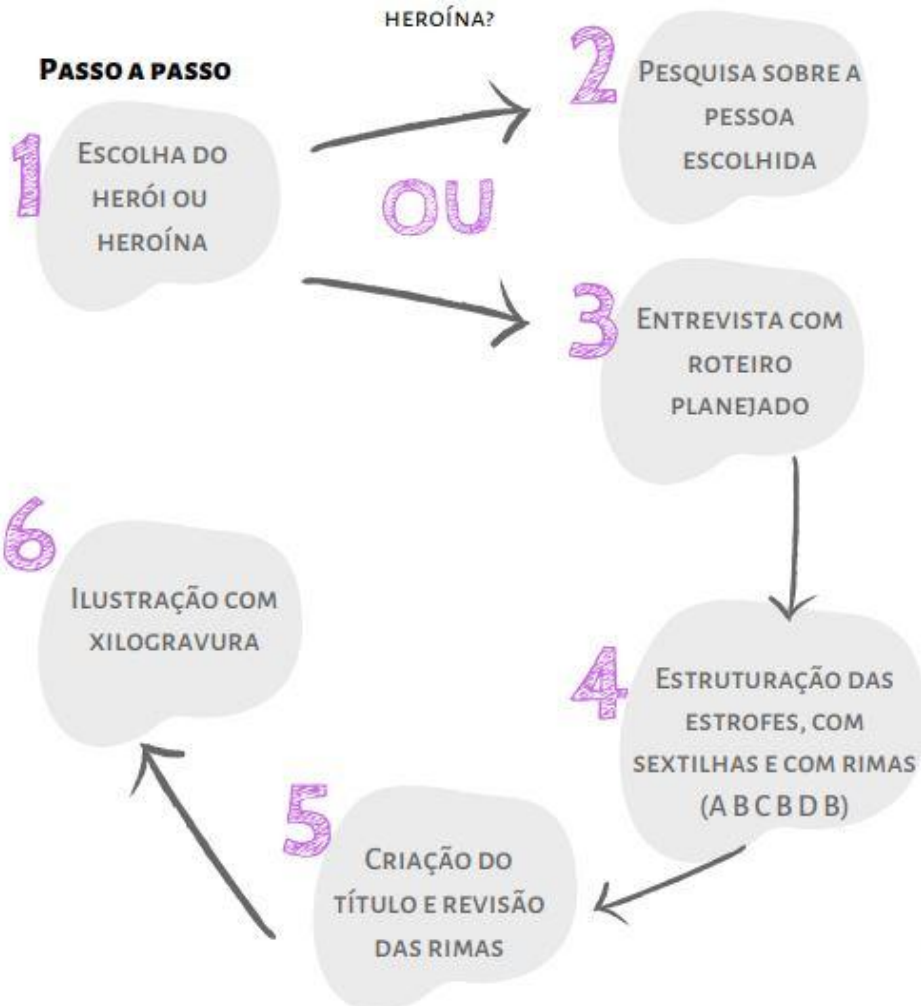 HEROÍNA?
PASSO A PASSO
1
ESCOLHA DO
HERÓI OU
HEROÍNA
OU
2
PESQUISA SOBRE A
PESSOA
ESCOLHIDA
3
ENTREVISTA COM
ROTEIRO
PLANEJADO
4
ESTRUTURAÇÃO DAS
ESTROFES, COM
SEXTILHAS E COM RIMAS
(A B C B D B)
5
CRIAÇÃO DO
TÍTULO E REVISÃO
DAS RIMAS
6
ILUSTRAÇÃO COM
XILOGRAVURA